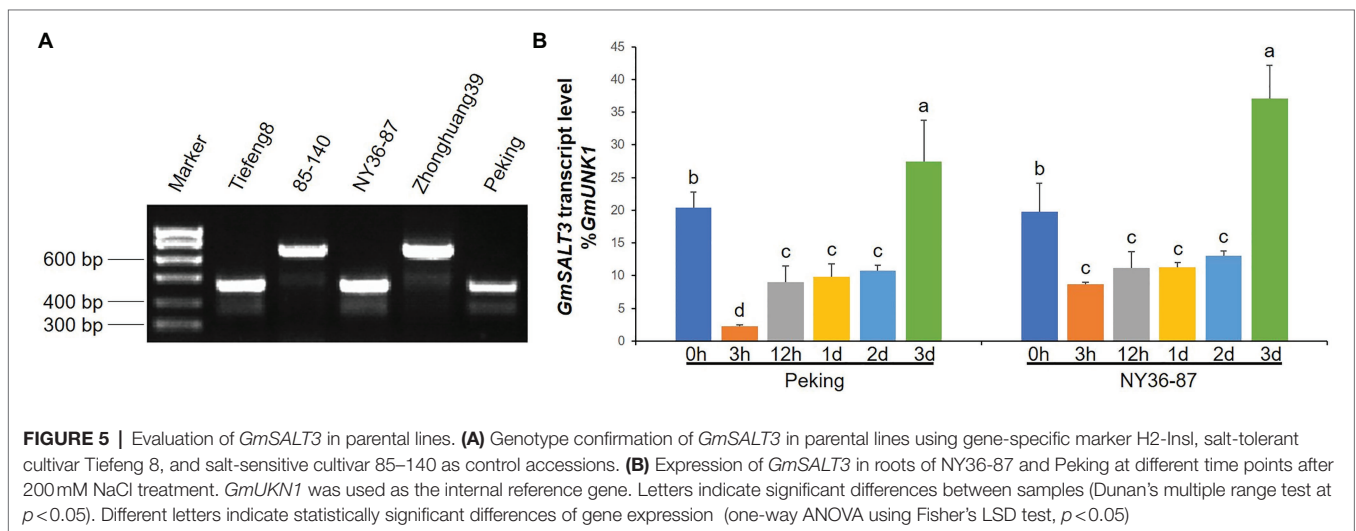 A
Marker
Tiefeng8
85-140
NY36-87
Zhonghuang39
Peking
600 bp
400 bp
300 bp
B
GmSALT3 transcript level
%GmUNK1
45
40
35
30
25
20
15
10
5
0
b
d
c
c
c
a
b
c
c
c
c
a
0h 3h 12h 1d 2d 3d 0h 3h 12h 1d 2d 3d
Peking NY36-87
FIGURE 5 | Evaluation of GmSALT3 in parental lines. (A) Genotype confirmation of GmSALT3 in parental lines using gene-specific marker H2-InsI, salt-tolerant
cultivar Tiefeng 8, and salt-sensitive cultivar 85–140 as control accessions. (B) Expression of GmSALT3 in roots of NY36-87 and Peking at different time points after
200mM NaCl treatment. GmUKN1 was used as the internal reference gene. Letters indicate significant differences between samples (Dunan's multiple range test at
p<0.05). Different letters indicate statistically significant differences of gene expression (one-way ANOVA using Fisher's LSD test, p<0.05)